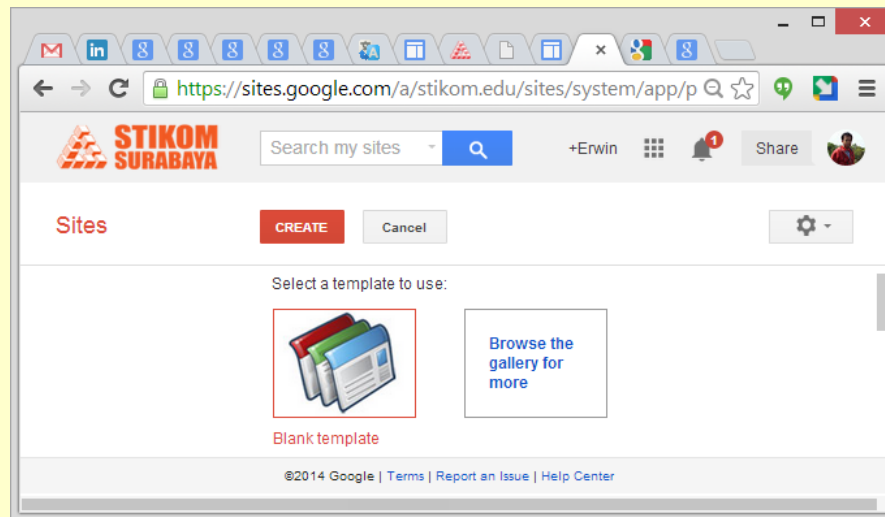 https://sites.google.com/a/stikom.edu/sites/system/app/p
STIKOM
SURABAYA
Search my sites
+Erwin
1
Share
Sites
CREATE
Cancel
Select a template to use:
Blank template
Browse the
gallery for
more
©2014 Google | Terms | Report an Issue | Help Center